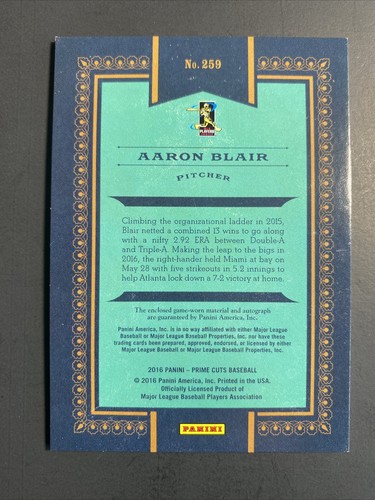 No. 259
AARON BLAIR
PITCHER
Climbing the organizational ladder in 2015,
Blair netted a combined 13 wins to go along
with a nifty 2.92 ERA between Double-A
and Triple-A. Making the leap to the bigs in
2016, the right-hander held Miami at bay on
May 28 with five strikeouts in 5.2 innings to
help Atlanta lock down a 7-2 victory at home.
The enclosed game-worn material and autograph
are guaranteed by Panini America, Inc.
Panini America, Inc. is in no way affiliated with either Major League
Baseball or Major League Baseball Properties, Inc. nor have these
trading cards been prepared, approved, endorsed, or licensed by either
Major League Baseball or Major League Baseball Properties, Inc.
2016 PANINI – PRIME CUTS BASEBALL
© 2016 Panini America, Inc. Printed in the USA.
Officially Licensed Product of
Major League Baseball Players Association
PANINI